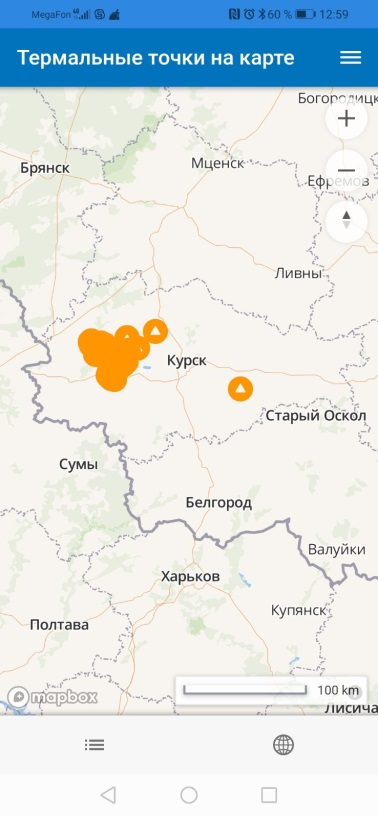 MegaFon 60 % 12:59
Термальные точки на карте
Богородицк
Брянск
Мценск
Ефремов
Ливны
Курск
Старый Оскол
Сумы
Белгород
Валуйки
Харьков
Купянск
Полтава
100 km
mapbox
Лисича